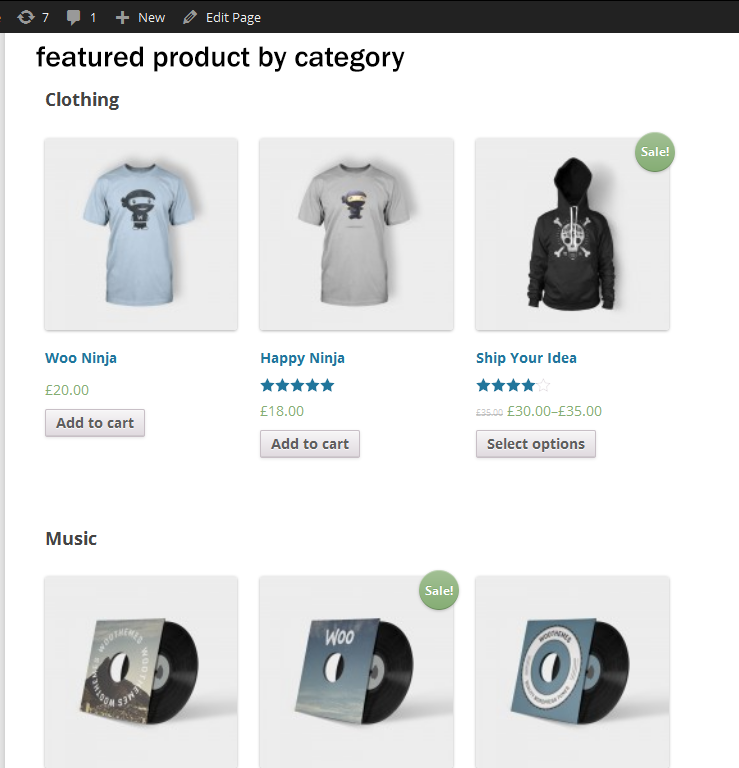 7 1 New Edit Page
featured product by category
Clothing
Sale!
Woo Ninja Happy Ninja Ship Your Idea
£20.00
£18.00 £35.00 £30.00–£35.00
Add to cart
Add to cart Select options
Music
Sale!
WOOTHEMES WOOTHEMES WOOTHEMES
WOO
WOOTHEMES